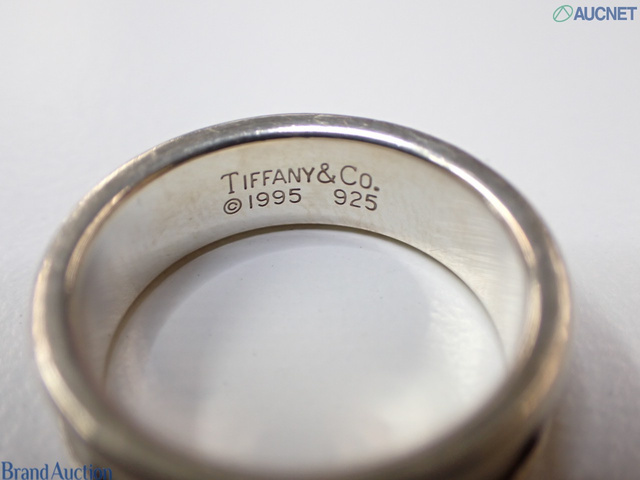 AUCNET
TIFFANY&CO.
©1995 925
BrandAuction